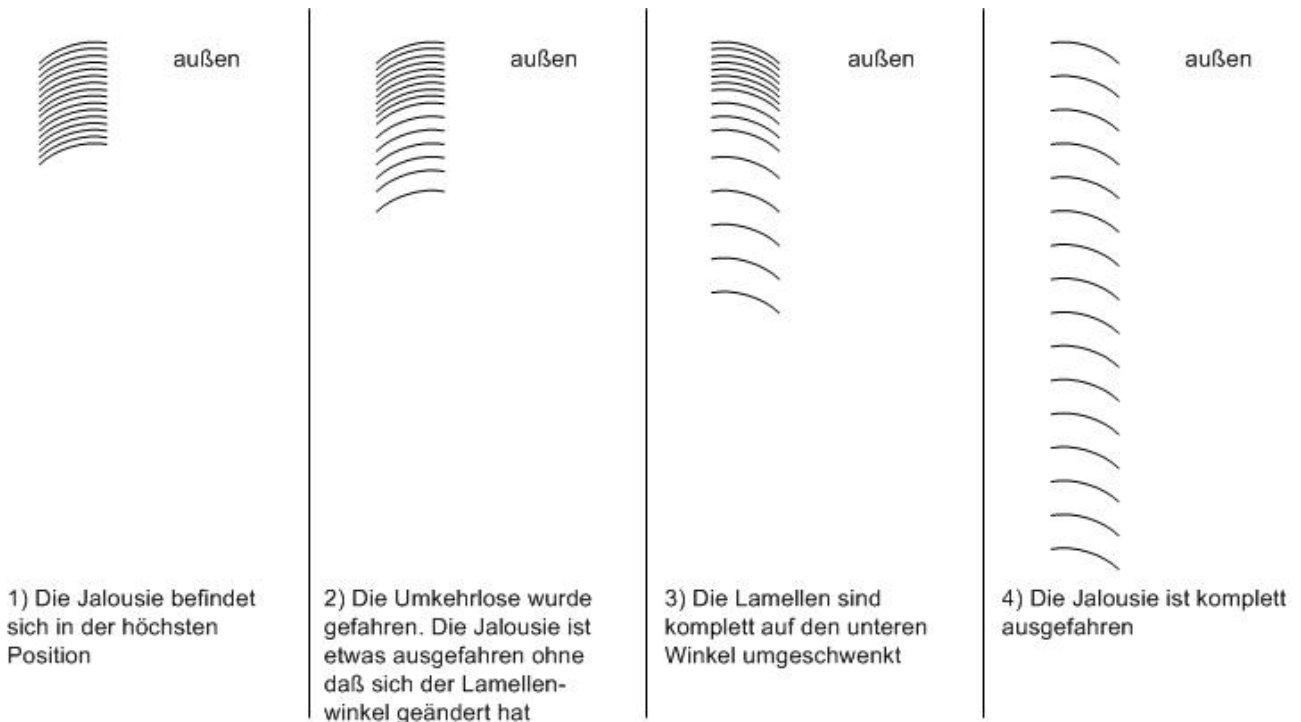 außen
außen
außen
außen
1) Die Jalousie befindet
sich in der höchsten
Position
2) Die Umkehrlose wurde
gefahren. Die Jalousie ist
etwas ausgefahren ohne
daß sich der Lamellen-
winkel geändert hat
3) Die Lamellen sind
komplett auf den unteren
Winkel umgeschwenkt
4) Die Jalousie ist komplett
ausgefahren